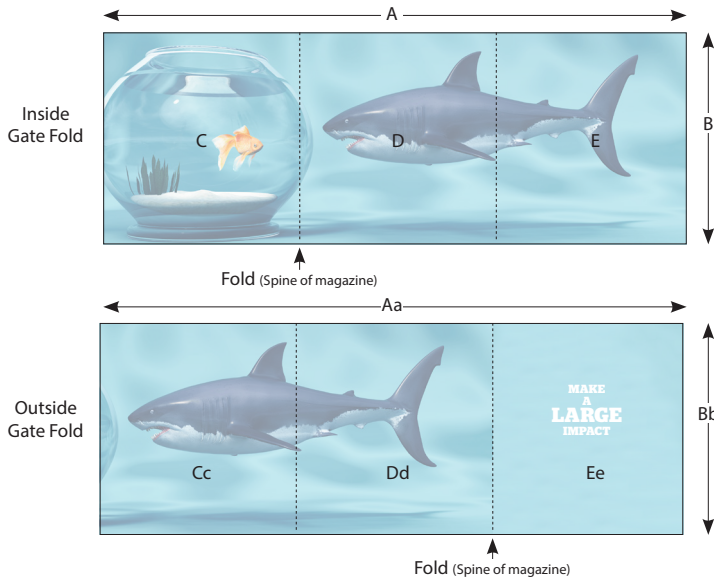 A
Inside
Gate Fold
C
D
E
B
Fold (Spine of magazine)
Aa
Outside
Gate Fold
MAKE
A
LARGE
IMPACT
Cc
Dd
Ee
Bb
Fold (Spine of magazine)